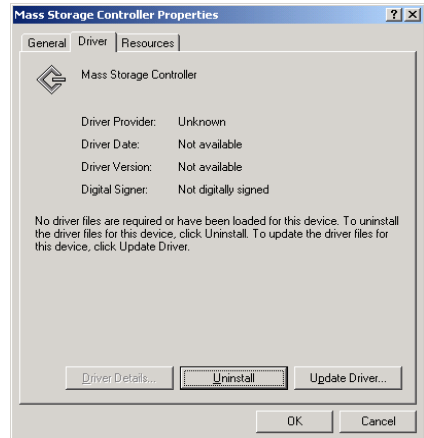 Mass Storage Controller Properties
General Driver Resources
Mass Storage Controller
Driver Provider: Unknown
Driver Date: Not available
Driver Version: Not available
Digital Signer: Not digitally signed
No driver files are required or have been loaded for this device. To uninstall
the driver files for this device, click Uninstall. To update the driver files for
this device, click Update Driver.
Driver Details... Uninstall Update Driver...
OK Cancel